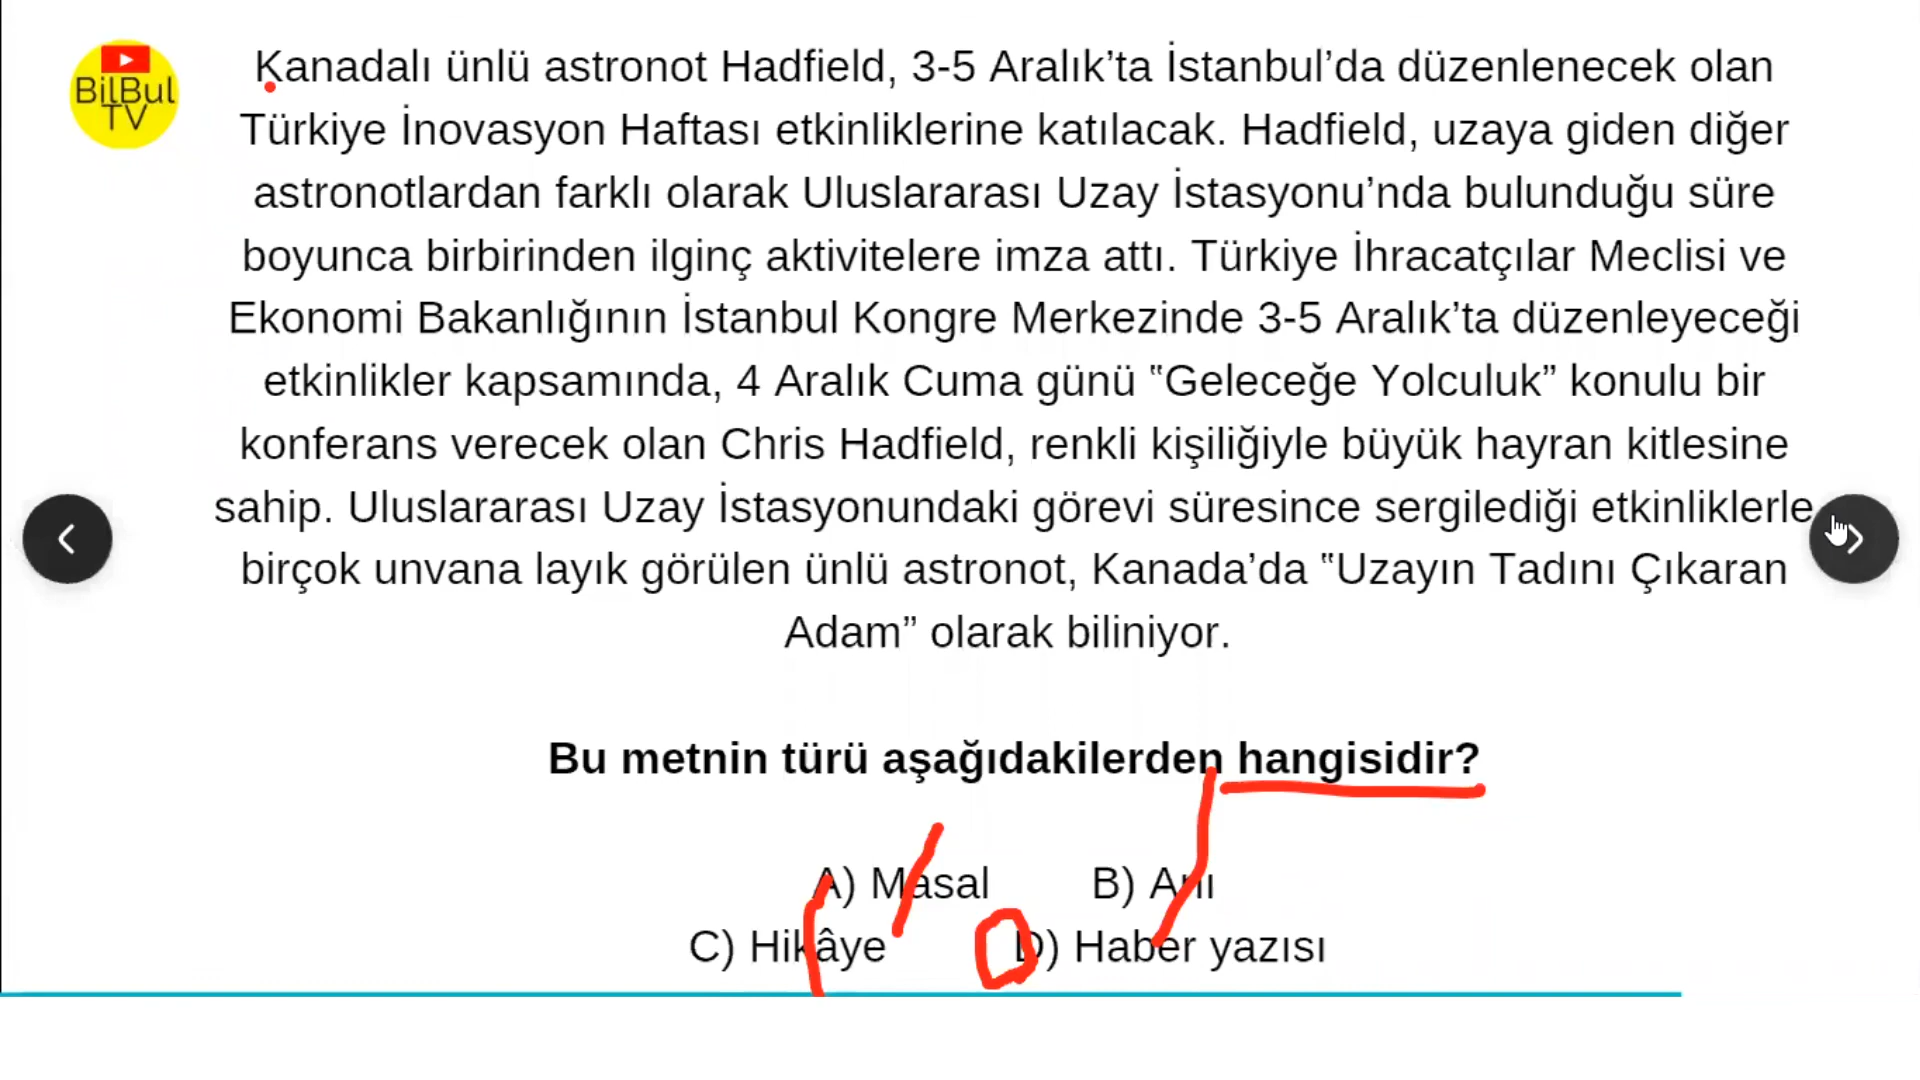 BilBul
TV
Kanadalı ünlü astronot Hadfield, 3-5 Aralık’ta İstanbul’da düzenlenecek olan
Türkiye İnovasyon Haftası etkinliklerine katılacak. Hadfield, uzaya giden diğer
astronotlardan farklı olarak Uluslararası Uzay İstasyonu’nda bulunduğu süre
boyunca birbirinden ilginç aktivitelere imza attı. Türkiye İhracatçılar Meclisi ve
Ekonomi Bakanlığının İstanbul Kongre Merkezinde 3-5 Aralık’ta düzenleyeceği
etkinlikler kapsamında, 4 Aralık Cuma günü ‟Geleceğe Yolculuk” konulu bir
konferans verecek olan Chris Hadfield, renkli kişiliğiyle büyük hayran kitlesine
sahip. Uluslararası Uzay İstasyonundaki görevi süresince sergilediği etkinliklerle
birçok unvana layık görülen ünlü astronot, Kanada’da ‟Uzayın Tadını Çıkaran
Adam” olarak biliniyor.
Bu metnin türü aşağıdakilerden hangisidir?
A) Masal B) Anı
C) Hikâye D) Haber yazısı